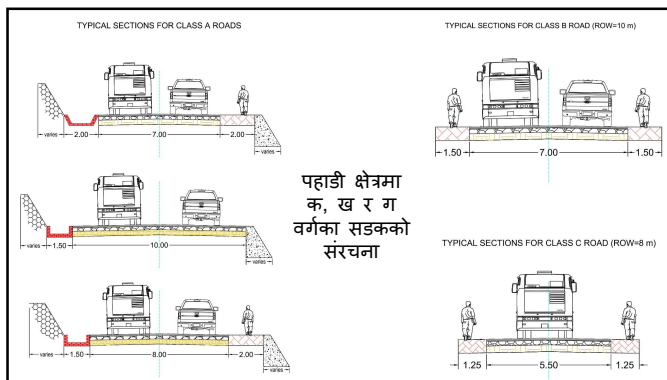 TYPICAL SECTIONS FOR CLASS A ROADS
varies 2.00 7.00 2.00 varies
varies 1.50 10.00 varies
varies 1.50 8.00 2.00 varies
पहाडी क्षेत्रमा
क, ख र ग
वर्गका सडकको
संरचना
TYPICAL SECTIONS FOR CLASS B ROAD (ROW=10 m)
1.50 7.00 1.50
TYPICAL SECTIONS FOR CLASS C ROAD (ROW=8 m)
1.25 5.50 1.25